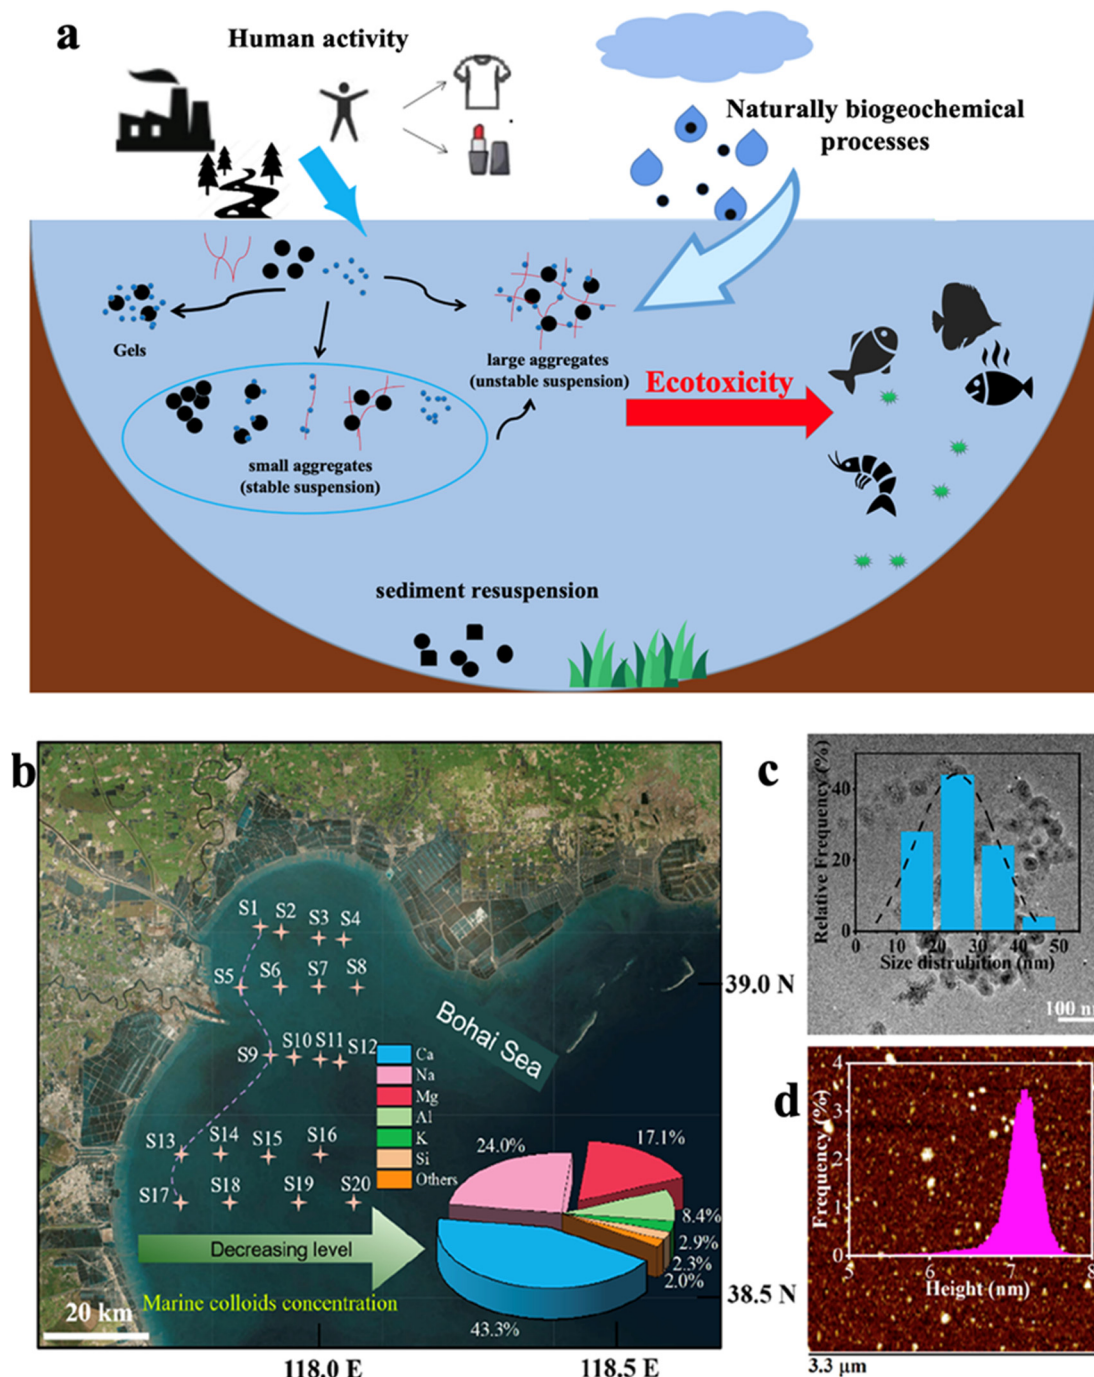 a
Human activity
Naturally biogeochemical
processes
Gels
large aggregates
(unstable suspension)
Ecotoxicity
small aggregates
(stable suspension)
sediment resuspension
b
S1
S2
S3
S4
S5
S6
S7
S8
S9
S10
S11
S12
S13
S14
S15
S16
S17
S18
S19
S20
Bohai Sea
Ca
Na
Mg
Al
K
Si
Others
24.0%
17.1%
8.4%
2.9%
2.3%
2.0%
43.3%
Decreasing level
Marine colloids concentration
20 km
39.0 N
38.5 N
118.0 E
118.5 E
c
Relative Frequency (%)
40
20
0
0 10 20 30 40 50
Size distrubition (nm)
100 n
d
Frequency (%)
4
3
2
1
0
5 6 7 8
Height (nm)
3.3 μm